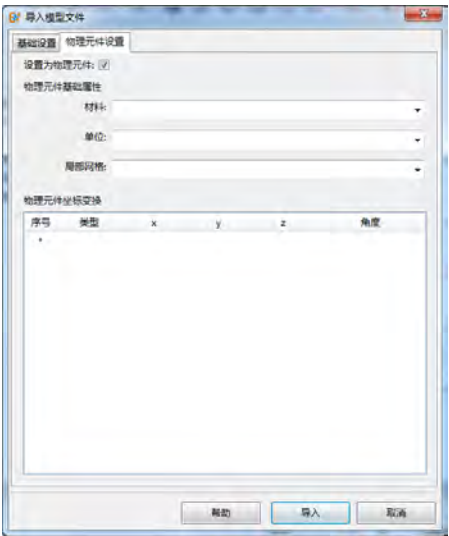 导入模型文件
基础设置 物理元件设置
设置为物理元件:
物理元件基础属性
材料:
单位:
局部网格:
物理元件坐标变换
序号 类型 x y z 角度
*
帮助 导入 取消